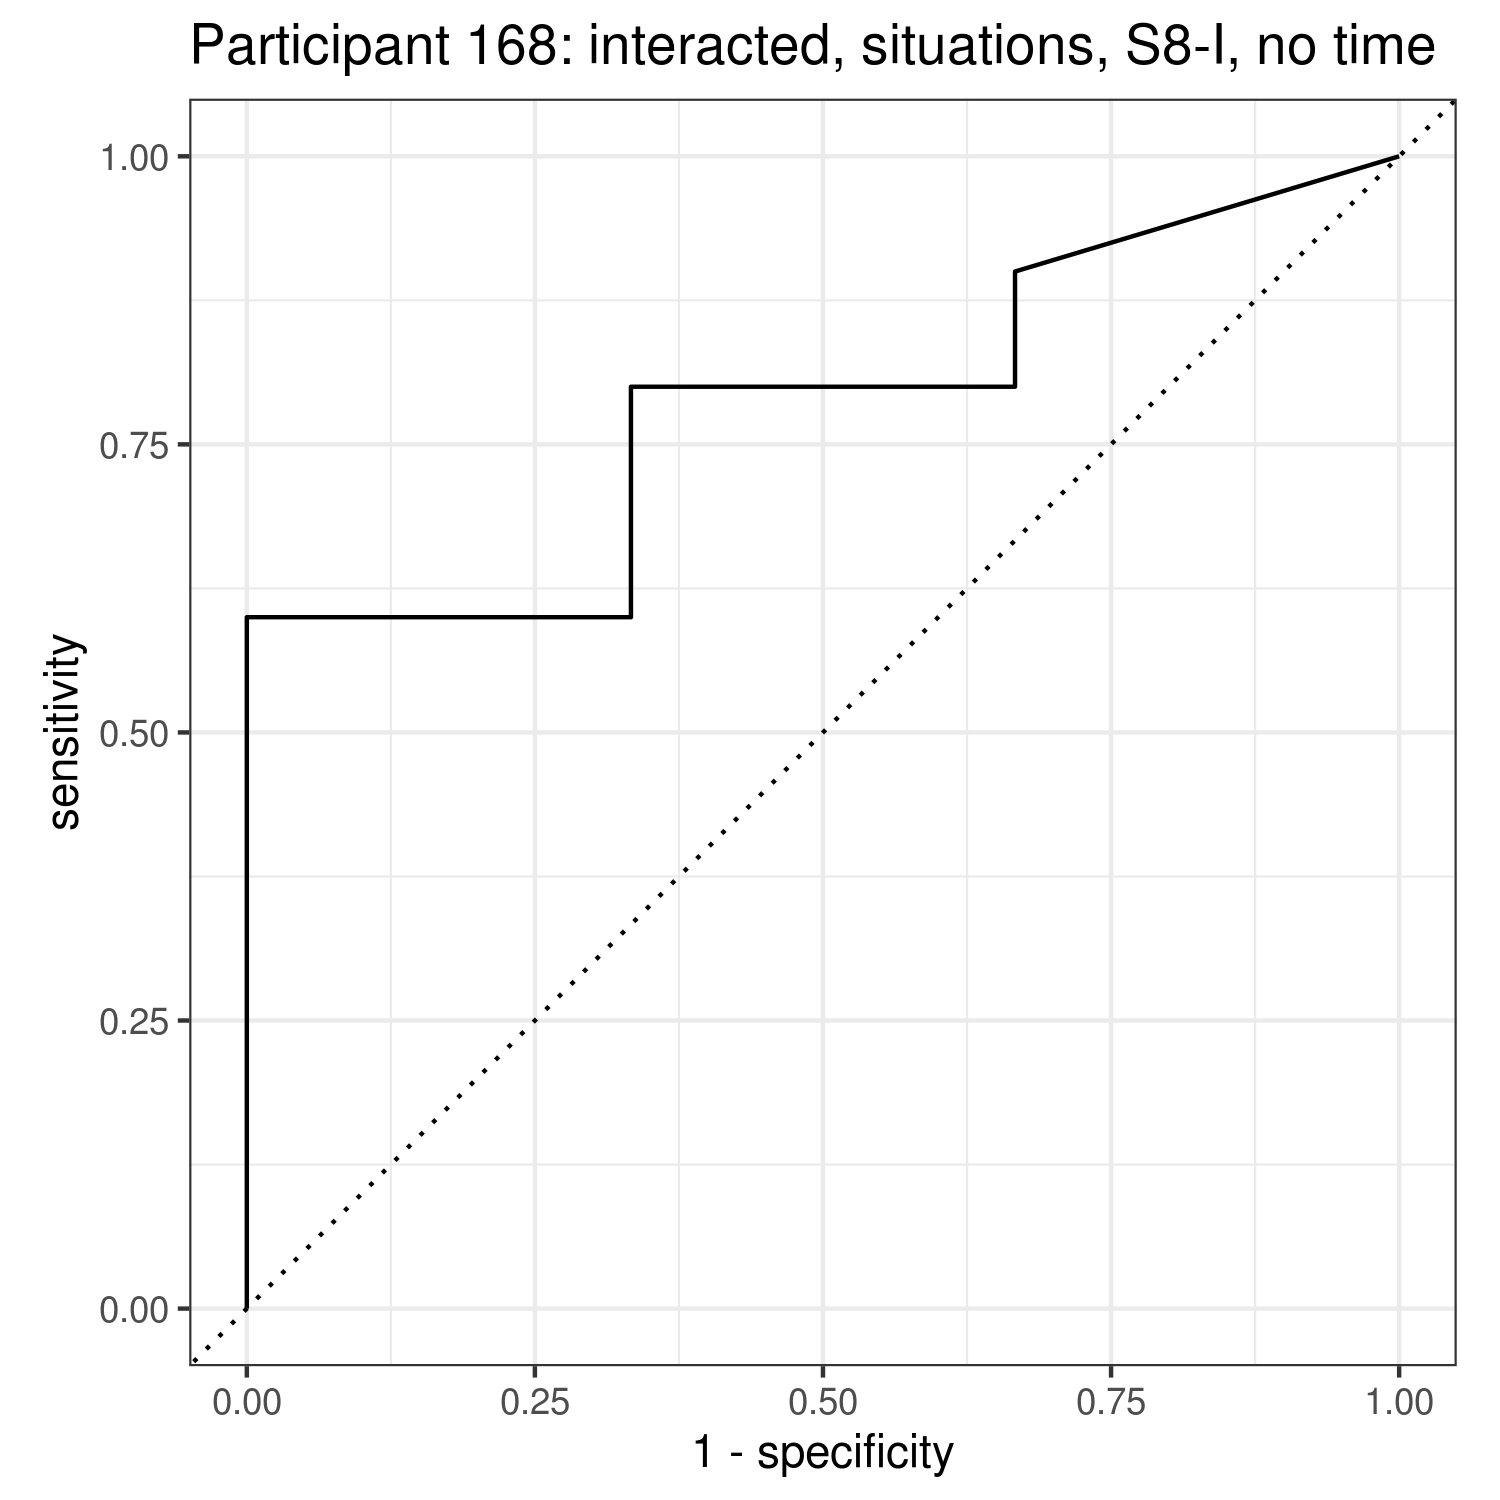 Participant 168: interacted, situations, S8-I, no time
1.00
0.75
0.50
0.25
0.00
sensitivity
0.00 0.25 0.50 0.75 1.00
1 - specificity